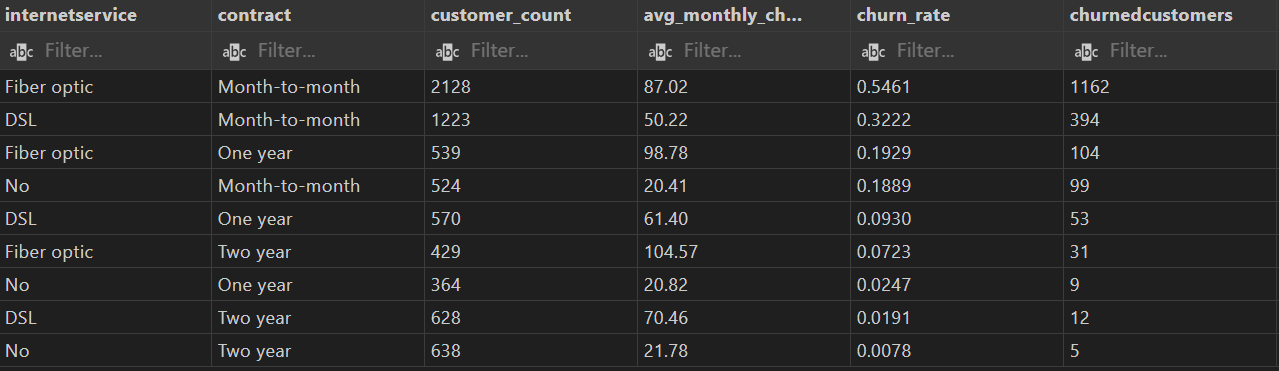 internetservice contract customer_count avg_monthly_ch... churn_rate churnedcustomers
abc Filter... abc Filter... abc Filter... abc Filter... abc Filter... abc Filter...
Fiber optic Month-to-month 2128 87.02 0.5461 1162
DSL Month-to-month 1223 50.22 0.3222 394
Fiber optic One year 539 98.78 0.1929 104
No Month-to-month 524 20.41 0.1889 99
DSL One year 570 61.40 0.0930 53
Fiber optic Two year 429 104.57 0.0723 31
No One year 364 20.82 0.0247 9
DSL Two year 628 70.46 0.0191 12
No Two year 638 21.78 0.0078 5